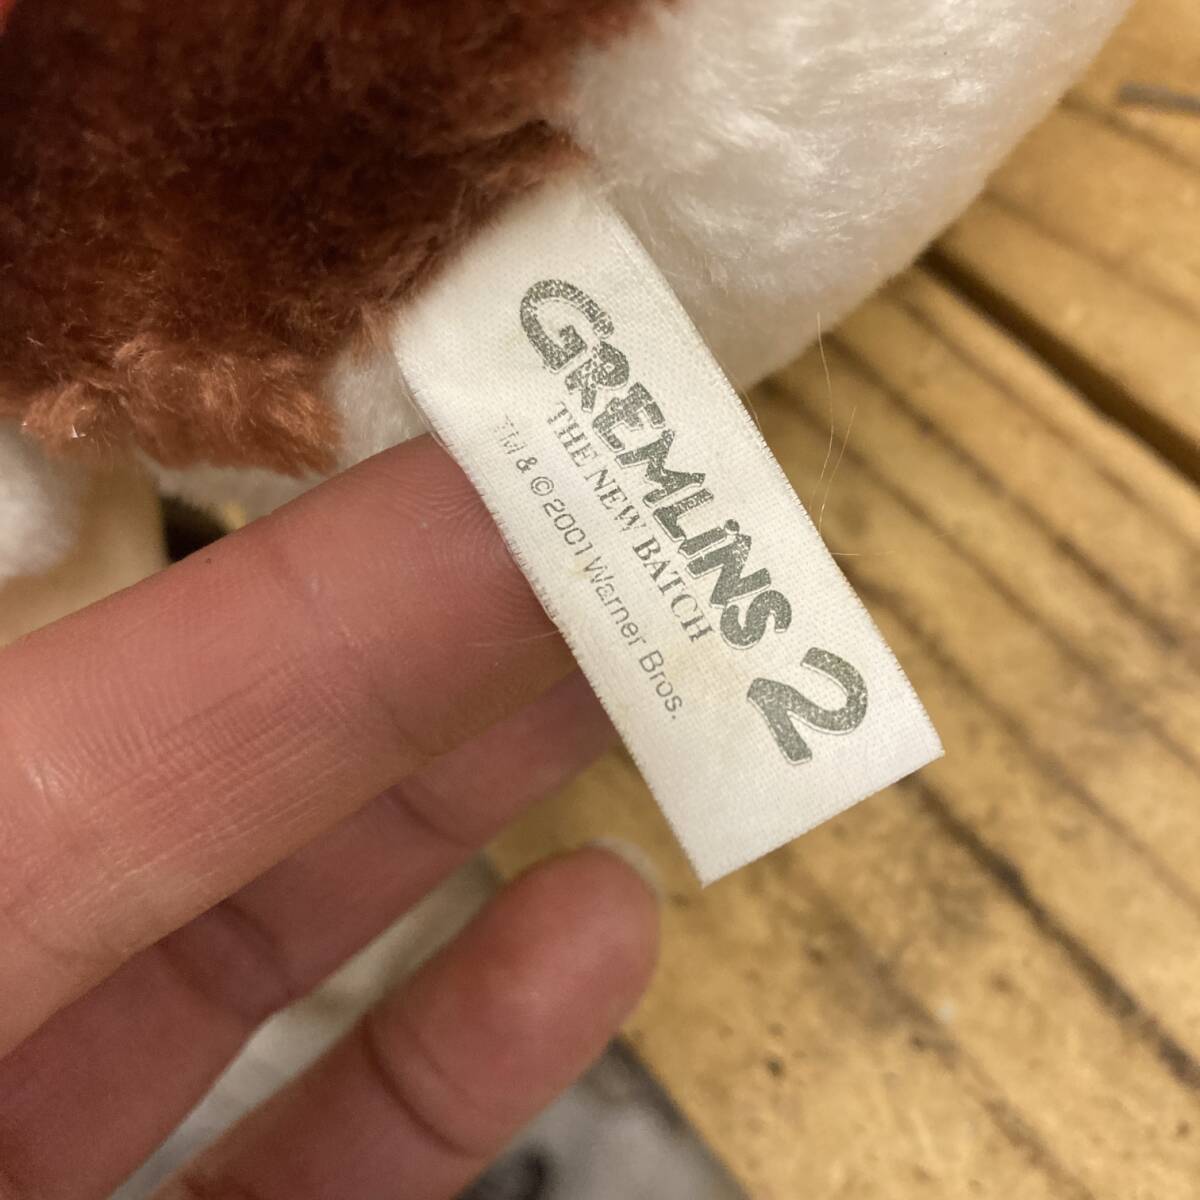 GREMLiNS 2
THE NEW BATCH
TM & © 2001 Warner Bros.